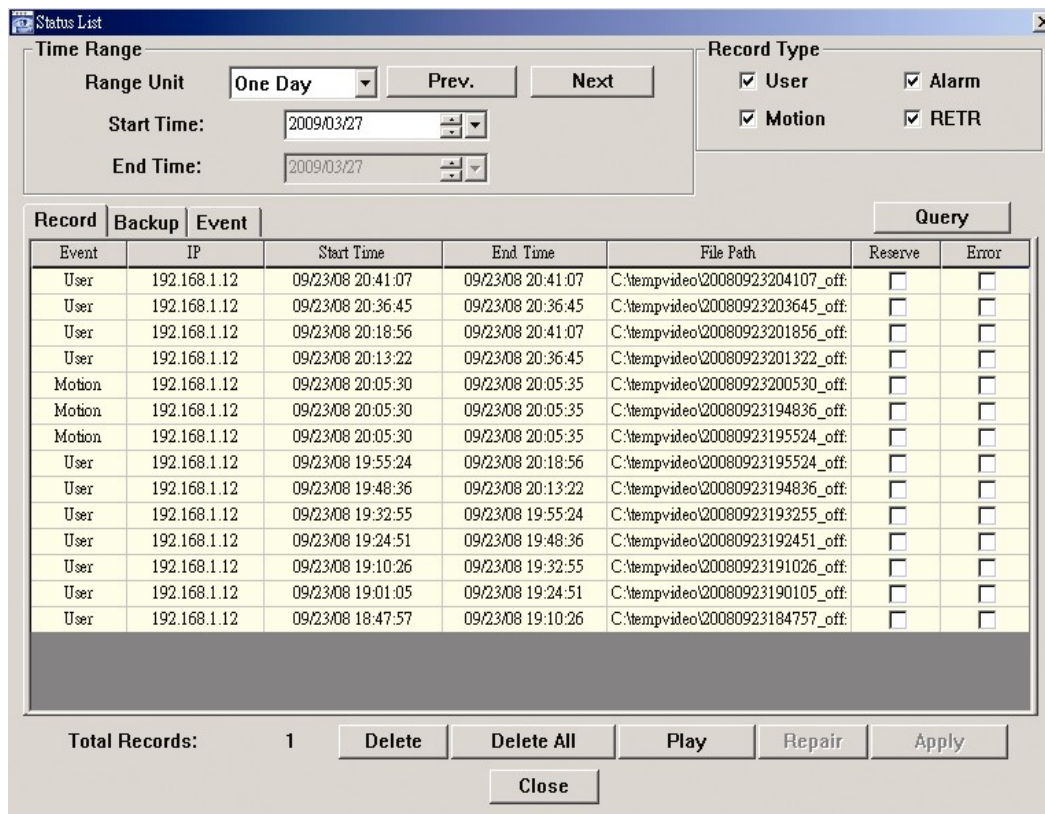 Status List
Time Range
Record Type
Range Unit One Day Prev. Next
User Alarm
Start Time: 2009/03/27
Motion RETR
End Time: 2009/03/27
Record Backup Event Query
Event IP Start Time End Time File Path Reserve Error
User 192.168.1.12 09/23/08 20:41:07 09/23/08 20:41:07 C:\tempvideo\20080923204107_off:
User 192.168.1.12 09/23/08 20:36:45 09/23/08 20:36:45 C:\tempvideo\20080923203645_off:
User 192.168.1.12 09/23/08 20:18:56 09/23/08 20:41:07 C:\tempvideo\20080923201856_off:
User 192.168.1.12 09/23/08 20:13:22 09/23/08 20:36:45 C:\tempvideo\20080923201322_off:
Motion 192.168.1.12 09/23/08 20:05:30 09/23/08 20:05:35 C:\tempvideo\20080923200530_off:
Motion 192.168.1.12 09/23/08 20:05:30 09/23/08 20:05:35 C:\tempvideo\20080923194836_off:
Motion 192.168.1.12 09/23/08 20:05:30 09/23/08 20:05:35 C:\tempvideo\20080923195524_off:
User 192.168.1.12 09/23/08 19:55:24 09/23/08 20:18:56 C:\tempvideo\20080923195524_off:
User 192.168.1.12 09/23/08 19:48:36 09/23/08 20:13:22 C:\tempvideo\20080923194836_off:
User 192.168.1.12 09/23/08 19:32:55 09/23/08 19:55:24 C:\tempvideo\20080923193255_off:
User 192.168.1.12 09/23/08 19:24:51 09/23/08 19:48:36 C:\tempvideo\20080923192451_off:
User 192.168.1.12 09/23/08 19:10:26 09/23/08 19:32:55 C:\tempvideo\20080923191026_off:
User 192.168.1.12 09/23/08 19:01:05 09/23/08 19:24:51 C:\tempvideo\20080923190105_off:
User 192.168.1.12 09/23/08 18:47:57 09/23/08 19:10:26 C:\tempvideo\20080923184757_off:
Total Records: 1 Delete Delete All Play Repair Apply
Close